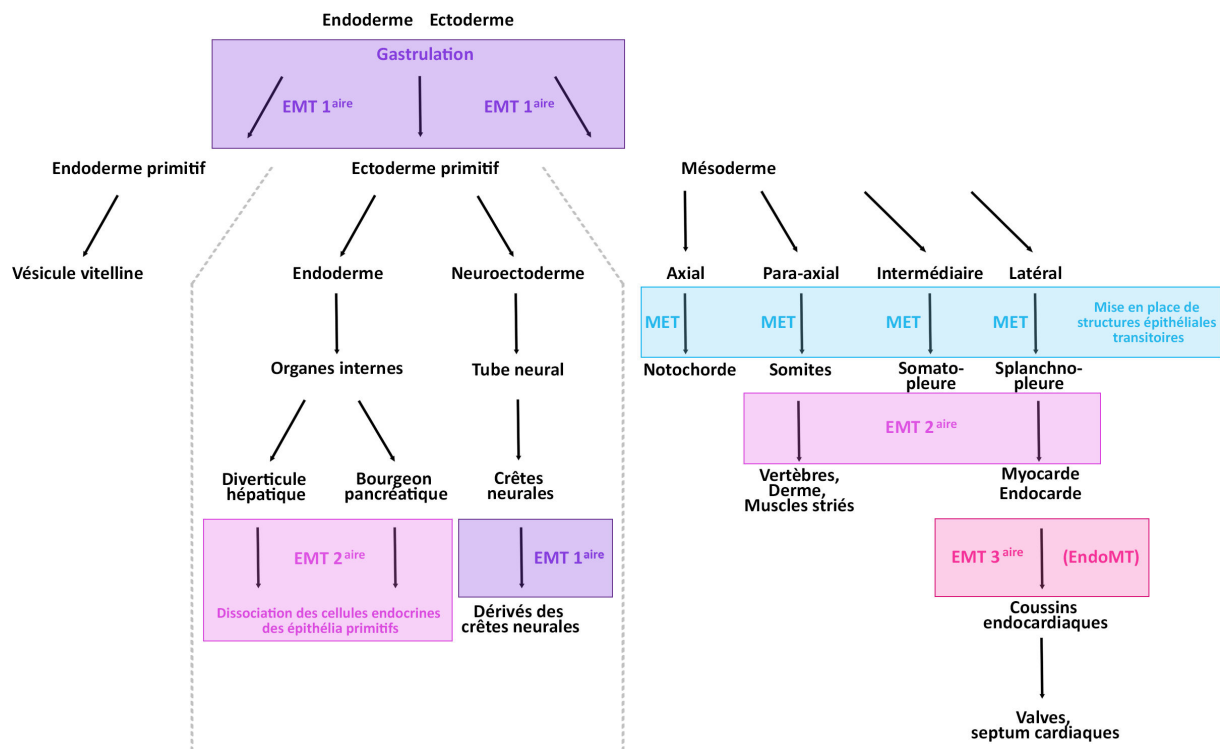 Endoderme Ectoderme
Gastrulation
EMT 1aire EMT 1aire
Endoderme primitif Ectoderme primitif Mésoderme
Vésicule vitelline Endoderme Neuroectoderme Axial Para-axial Intermédiaire Latéral
MET MET MET MET
Mise en place de
structures épithéliales
transitoires
Organes internes Tube neural Notochorde Somites
Somato-
pleure
Splanchno-
pleure
EMT 2aire
Diverticule
hépatique
Bourgeon
pancréatique
Crêtes
neurales
Vertèbres,
Derme,
Muscles striés
Myocarde
Endocarde
EMT 2aire EMT 1aire EMT 3aire (EndoMT)
Dissociation des cellules endocrines
des épithélia primitifs
Dérivés des
crêtes neurales
Coussins
endocardiaques
Valves,
septum cardiaques